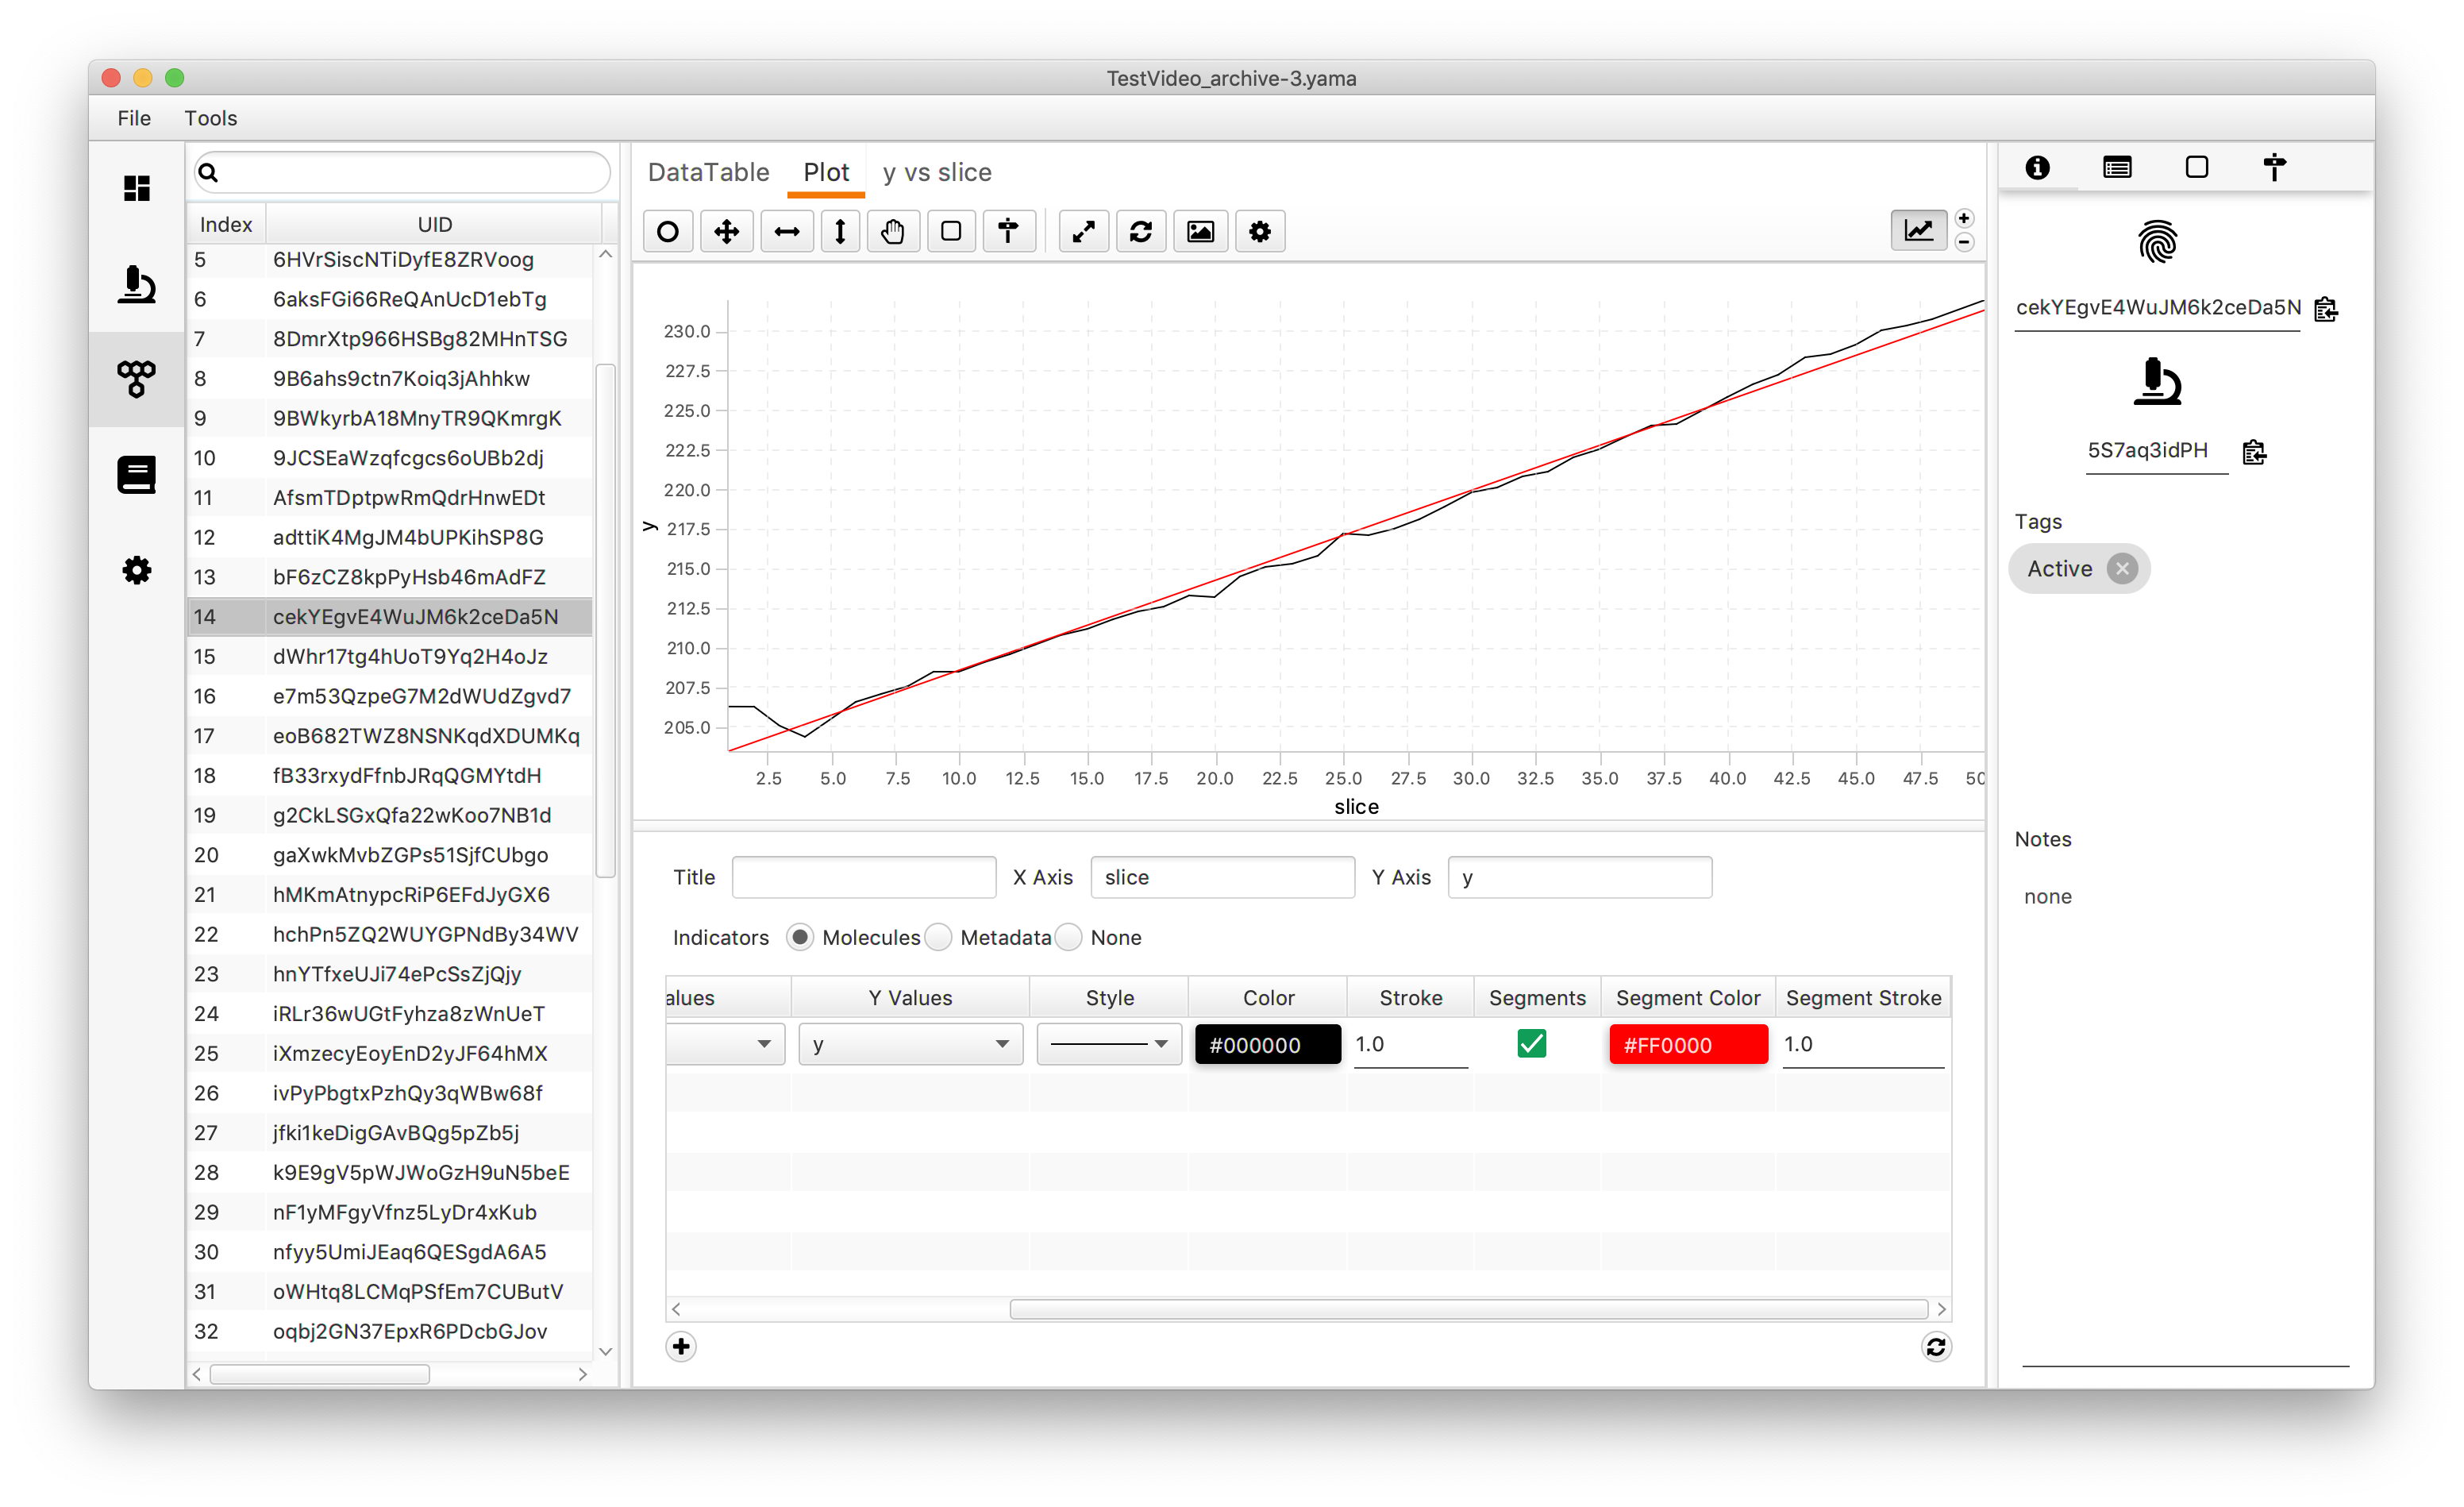 TestVideo_archive-3.yama
File Tools
Index UID
5 6HVrSiscNTiDyfE8ZRVoog
6 6aksFGi66ReQAnUcD1ebTg
7 8DmrXtp966HSBg82MHnTSG
8 9B6ahs9ctn7Koiq3jAhhkw
9 9BWkyrbA18MnyTR9QKmrgK
10 9JCSEaWzqfcgcs6oUBb2dj
11 AfsmTDptpwRmQdrHnwEDt
12 adttiK4MgJM4bUPKihSP8G
13 bF6zCZ8kpPyHsb46mAdFZ
14 cekYEgvE4WuJM6k2ceDa5N
15 dWhr17tg4hUoT9Yq2H4oJz
16 e7m53QzpeG7M2dWUdZgvd7
17 eoB682TWZ8NSNKqdXDUMKq
18 fB33rxydFfnbJRqQGMYtdH
19 g2CkLSGxQfa22wKoo7NB1d
20 gaXwkMvbZGPs51SjfCUbgo
21 hMKmAtnypcRiP6EFdJyGX6
22 hchPn5ZQ2WUYGPNdBy34WV
23 hnYTfxeUJi74ePcSsZjQjy
24 iRLr36wUGtFyhza8zWnUeT
25 iXmzecyEoyEnD2yJF64hMX
26 ivPyPbgtxPzhQy3qWBw68f
27 jfki1keDigGAvBQg5pZb5j
28 k9E9gV5pWJWoGzH9uN5beE
29 nF1yMFgyVfnz5LyDr4xKub
30 nfyy5UmiJEaq6QESgdA6A5
31 oWHtq8LCMqPSfEm7CUButV
32 oqbj2GN37EpxR6PDcbGJov
DataTable Plot y vs slice
230.0
227.5
225.0
222.5
220.0
217.5
215.0
212.5
210.0
207.5
205.0
y
2.5 5.0 7.5 10.0 12.5 15.0 17.5 20.0 22.5 25.0 27.5 30.0 32.5 35.0 37.5 40.0 42.5 45.0 47.5 50
slice
Title X Axis slice Y Axis y
Indicators Molecules Metadata None
alues Y Values Style Color Stroke Segments Segment Color Segment Stroke
y #000000 1.0 #FF0000 1.0
cekYEgvE4WuJM6k2ceDa5N
5S7aq3idPH
Tags
Active
Notes
none